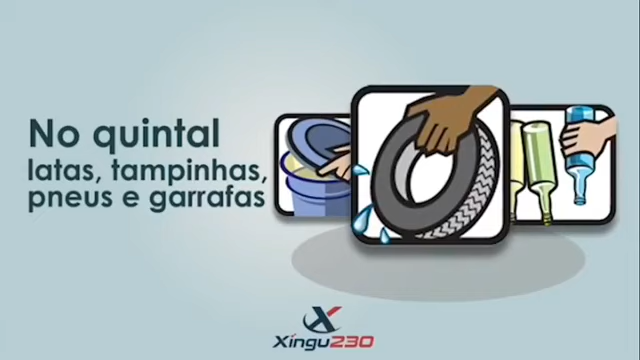 No quintal
latas, tampinhas,
pneus e garrafas
Xingu230